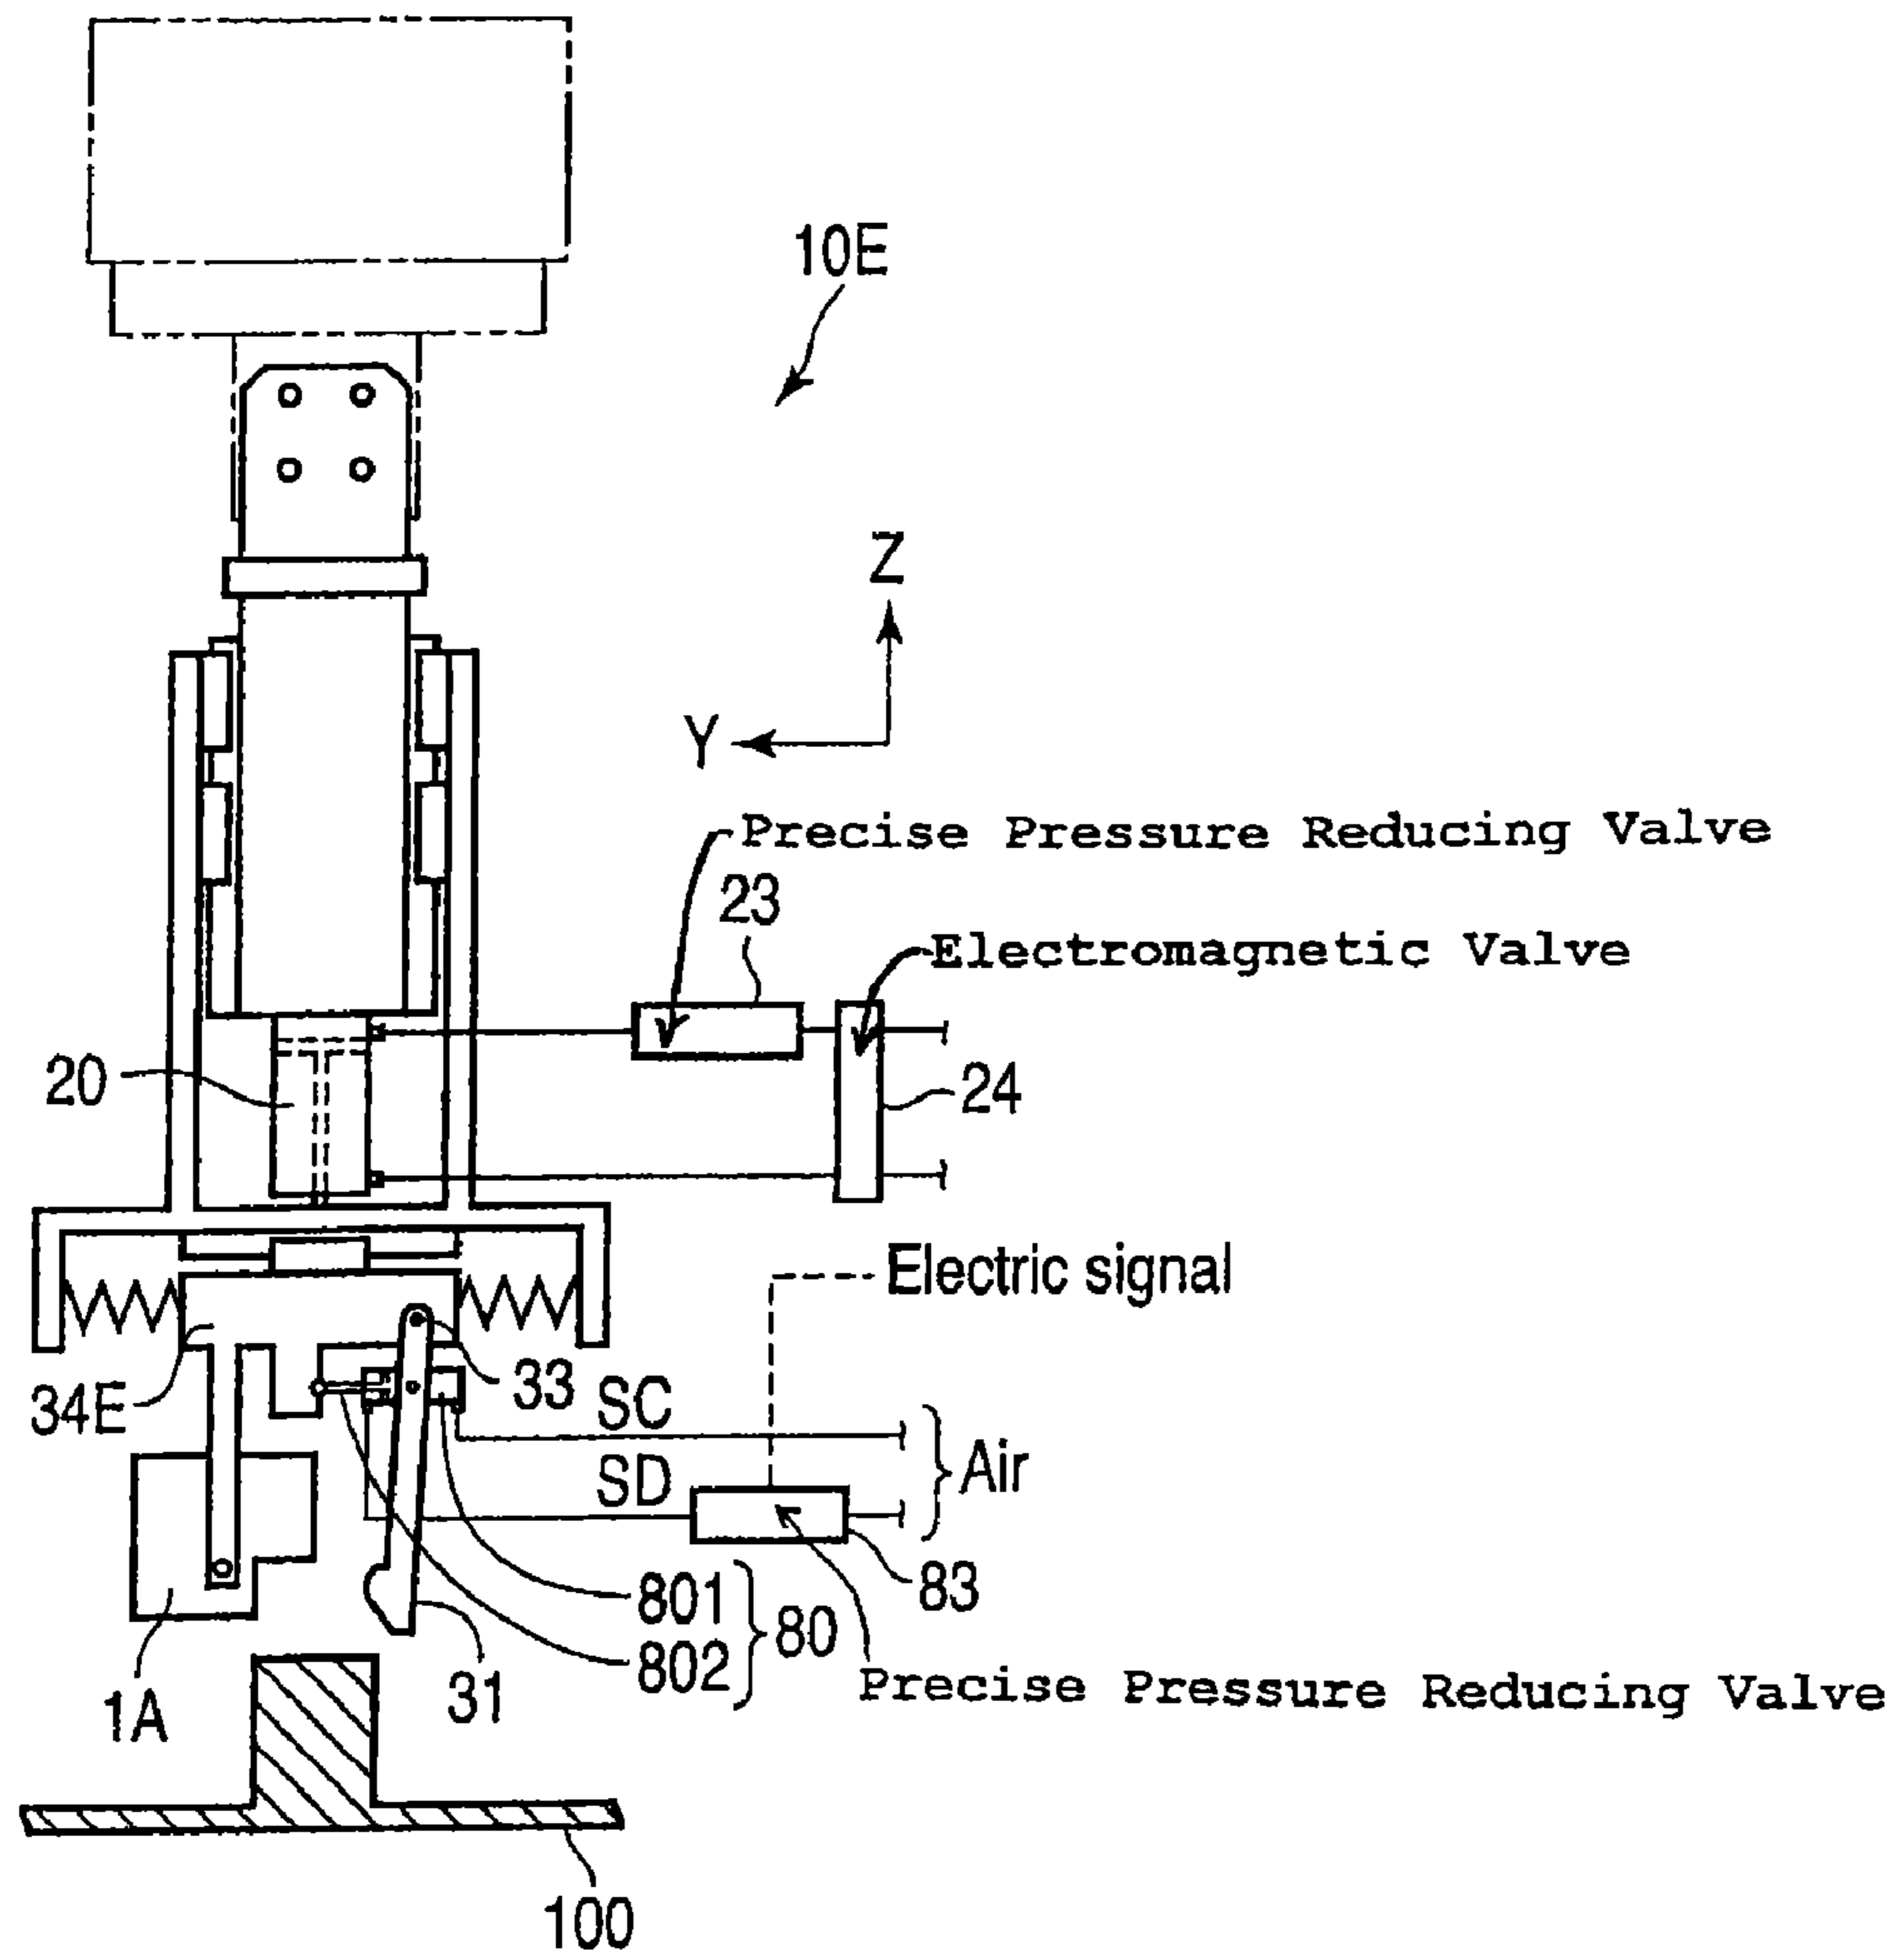 10E
Z
Y
Precise Pressure Reducing Valve
23
Electromagnetic Valve
20
24
Electric signal
33
SC
34E
SD
Air
83
801
80
802
31
Precise Pressure Reducing Valve
1A
100